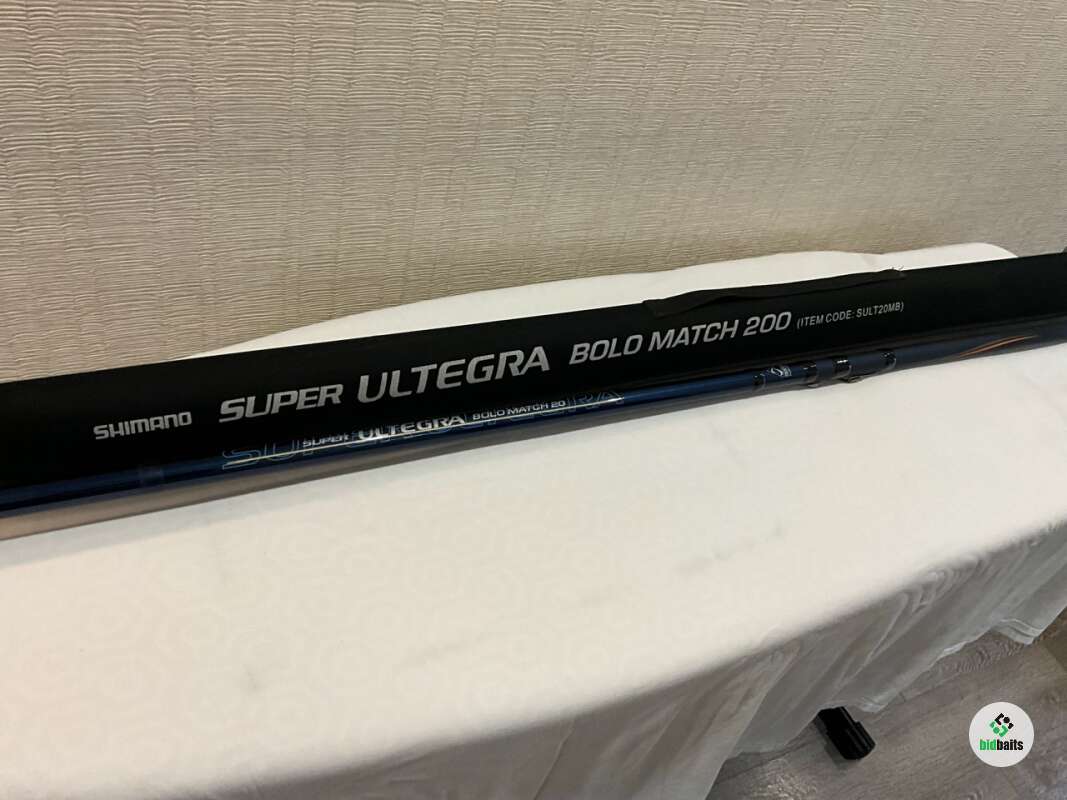 SHIMANO SUPER ULTEGRA BOLO MATCH 200 (ITEM CODE: SULT20MB)
SUPER ULTEGRA BOLO MATCH 20
bidbaits